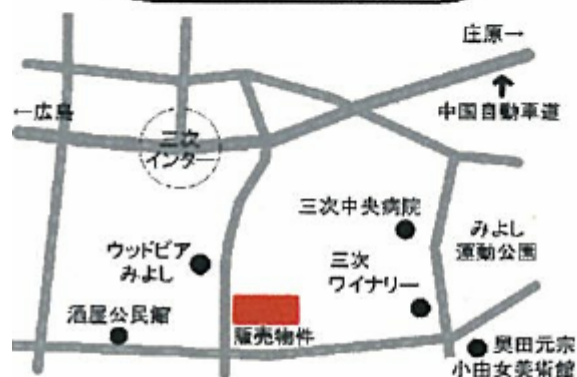 庄原→
←広島
中国自動車道
三次
インター
三次中央病院
みよし
運動公園
ウッドピア
みよし
三次
ワイナリー
酒屋公民館
販売物件
奥田元宋
小由女美術館